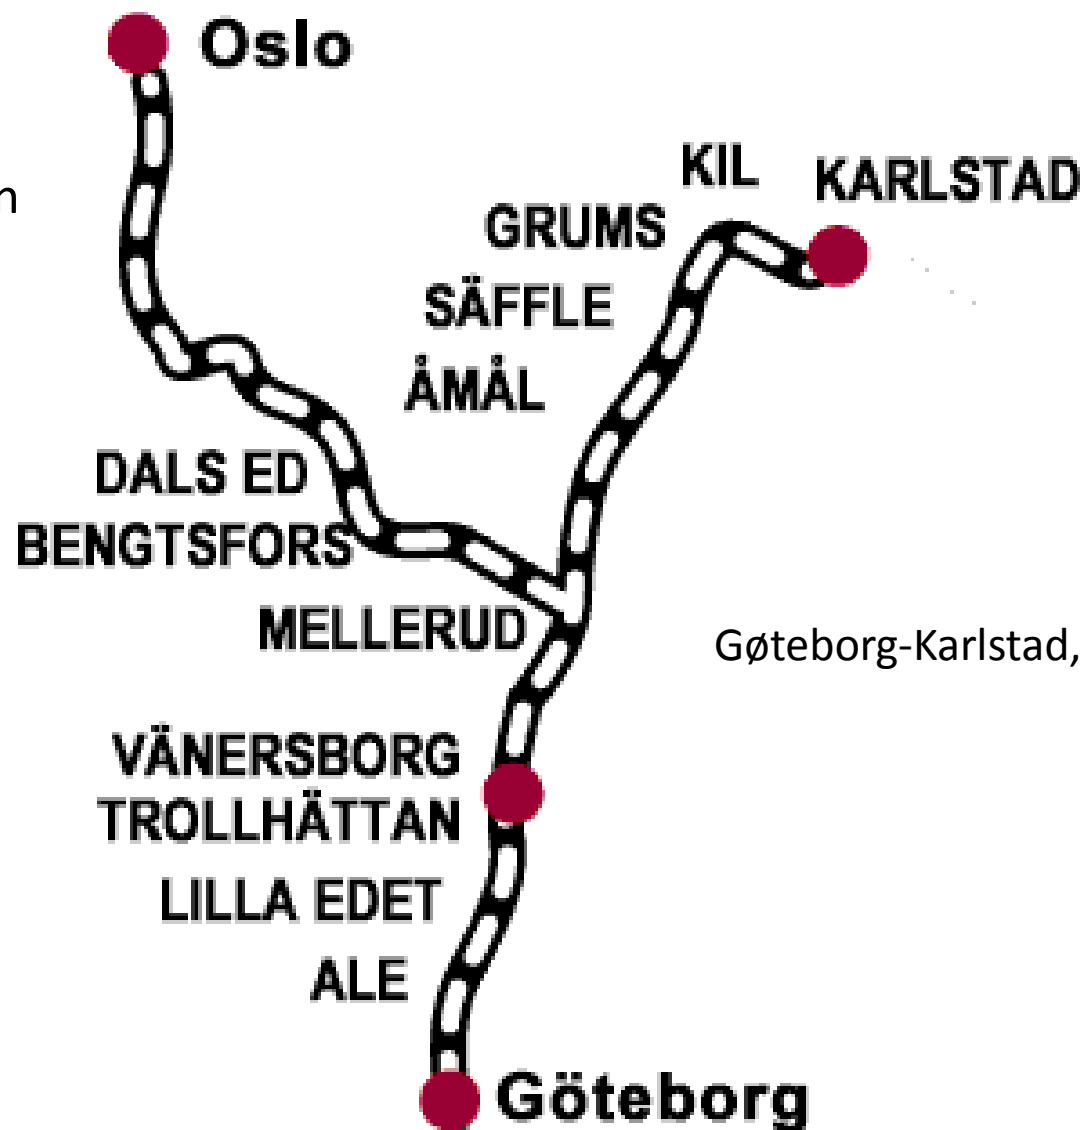 Oslo
KIL
KARLSTAD
n
GRUMS
SÄFFLE
ÅMÅL
DALS ED
BENGTSFORS
MELLERUD
Gøteborg-Karlstad,
VÄNERSBORG
TROLLHÄTTAN
LILLA EDET
ALE
Göteborg